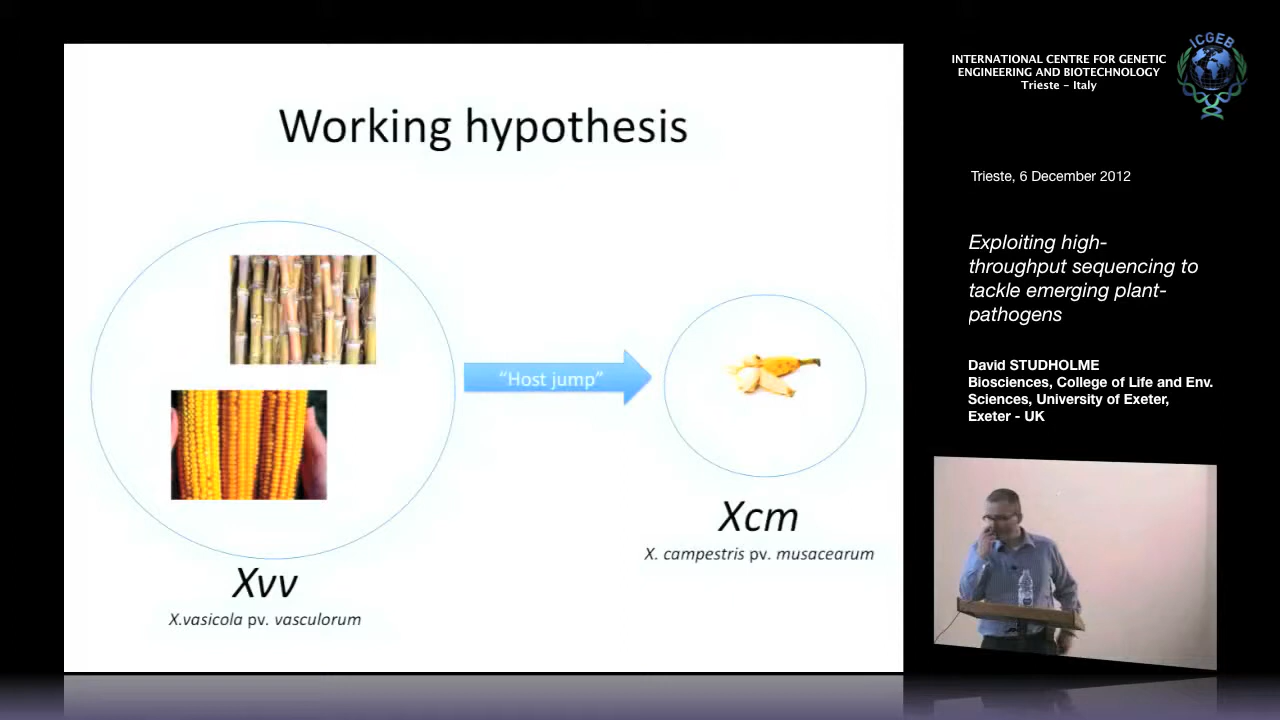 Working hypothesis
"Host jump"
Xvv
X.vasicola pv. vasculorum
Xcm
X. campestris pv. musacearum
ICGEB
INTERNATIONAL CENTRE FOR GENETIC
ENGINEERING AND BIOTECHNOLOGY
Trieste - Italy
Trieste, 6 December 2012
Exploiting high-
throughput sequencing to
tackle emerging plant-
pathogens
David STUDHOLME
Biosciences, College of Life and Env.
Sciences, University of Exeter,
Exeter - UK